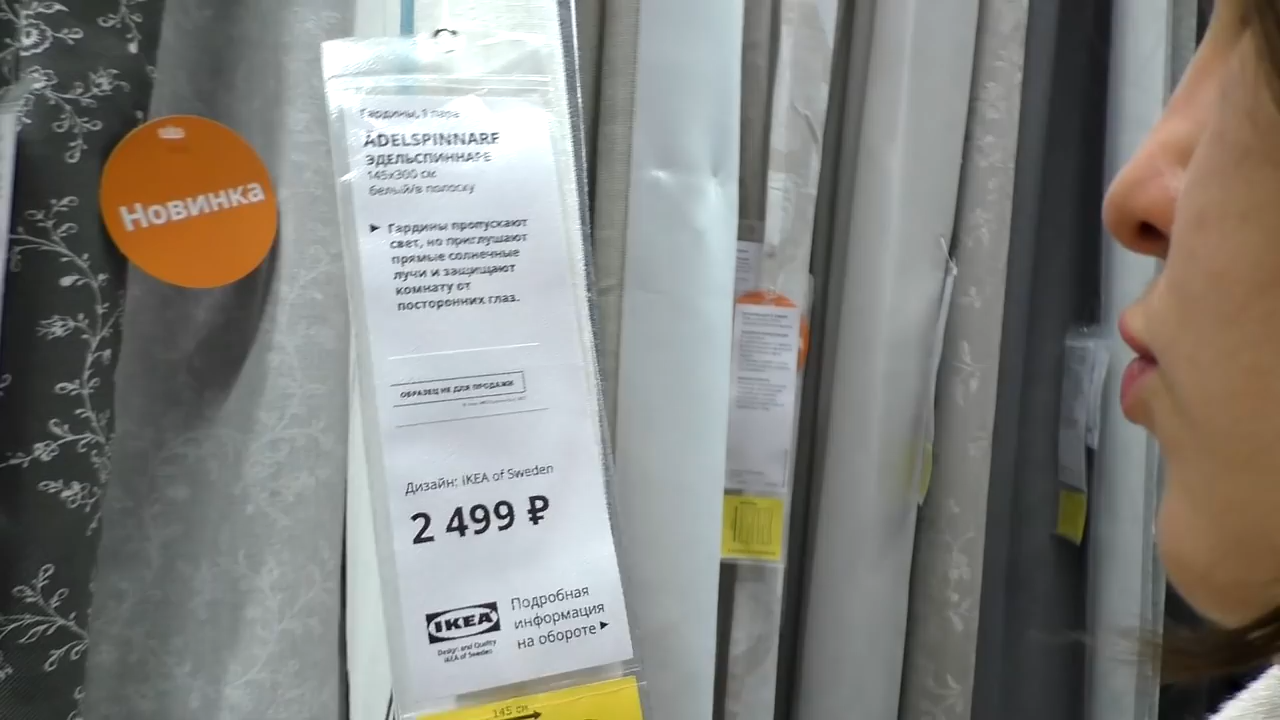 Новинка
Гардины, 1 пара
ÄDELSPINNARE
ЭДЕЛЬСПИННАРЕ
145x300 см
белый/в полоску
► Гардины пропускают
свет, но приглушают
прямые солнечные
лучи и защищают
комнату от
посторонних глаз.
ОБРАЗЕЦ НЕ ДЛЯ ПРОДАЖИ
Дизайн: IKEA of Sweden
2 499 ₽
IKEA
Design and Quality
IKEA of Sweden
Подробная
информация
на обороте ►
145 см